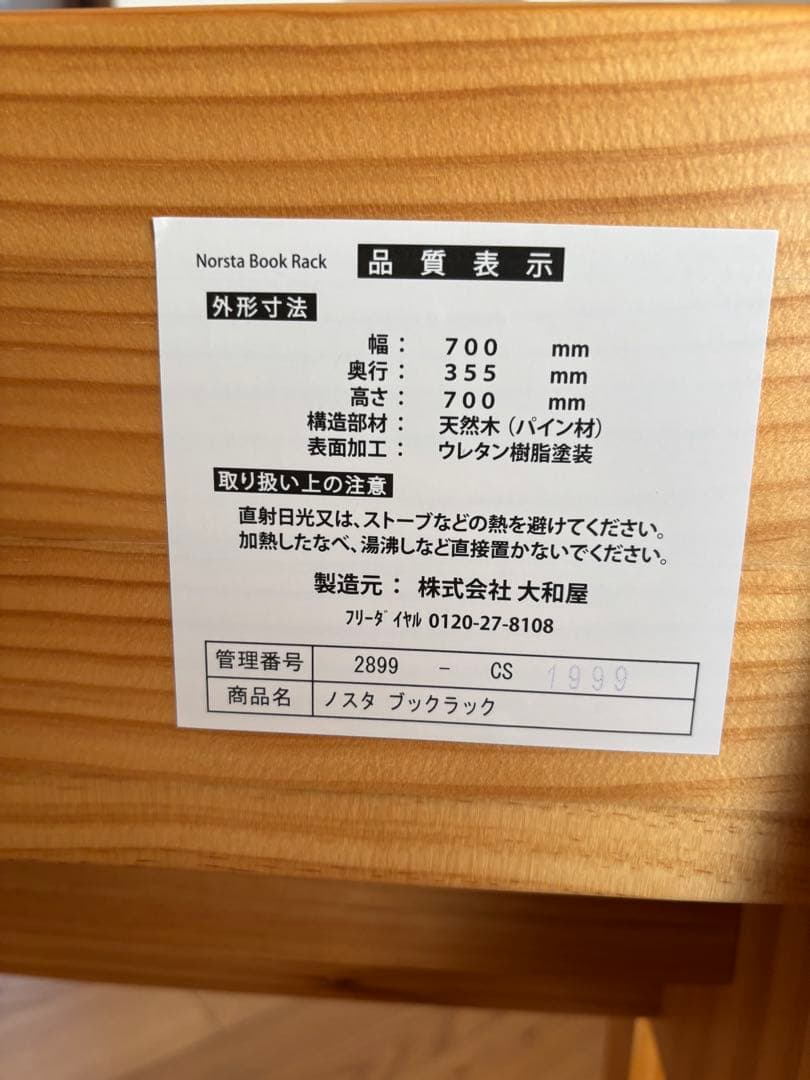 Norsta Book Rack 品質表示
外形寸法
幅： 700 mm
奥行： 355 mm
高さ： 700 mm
構造部材： 天然木（パイン材）
表面加工： ウレタン樹脂塗装
取り扱い上の注意
直射日光又は、ストーブなどの熱を避けてください。
加熱したなべ、湯沸しなど直接置かないでください。
製造元： 株式会社 大和屋
ﾌﾘｰﾀﾞｲﾔﾙ 0120-27-8108
管理番号 2899 - CS 1999
商品名 ノスタ ブックラック